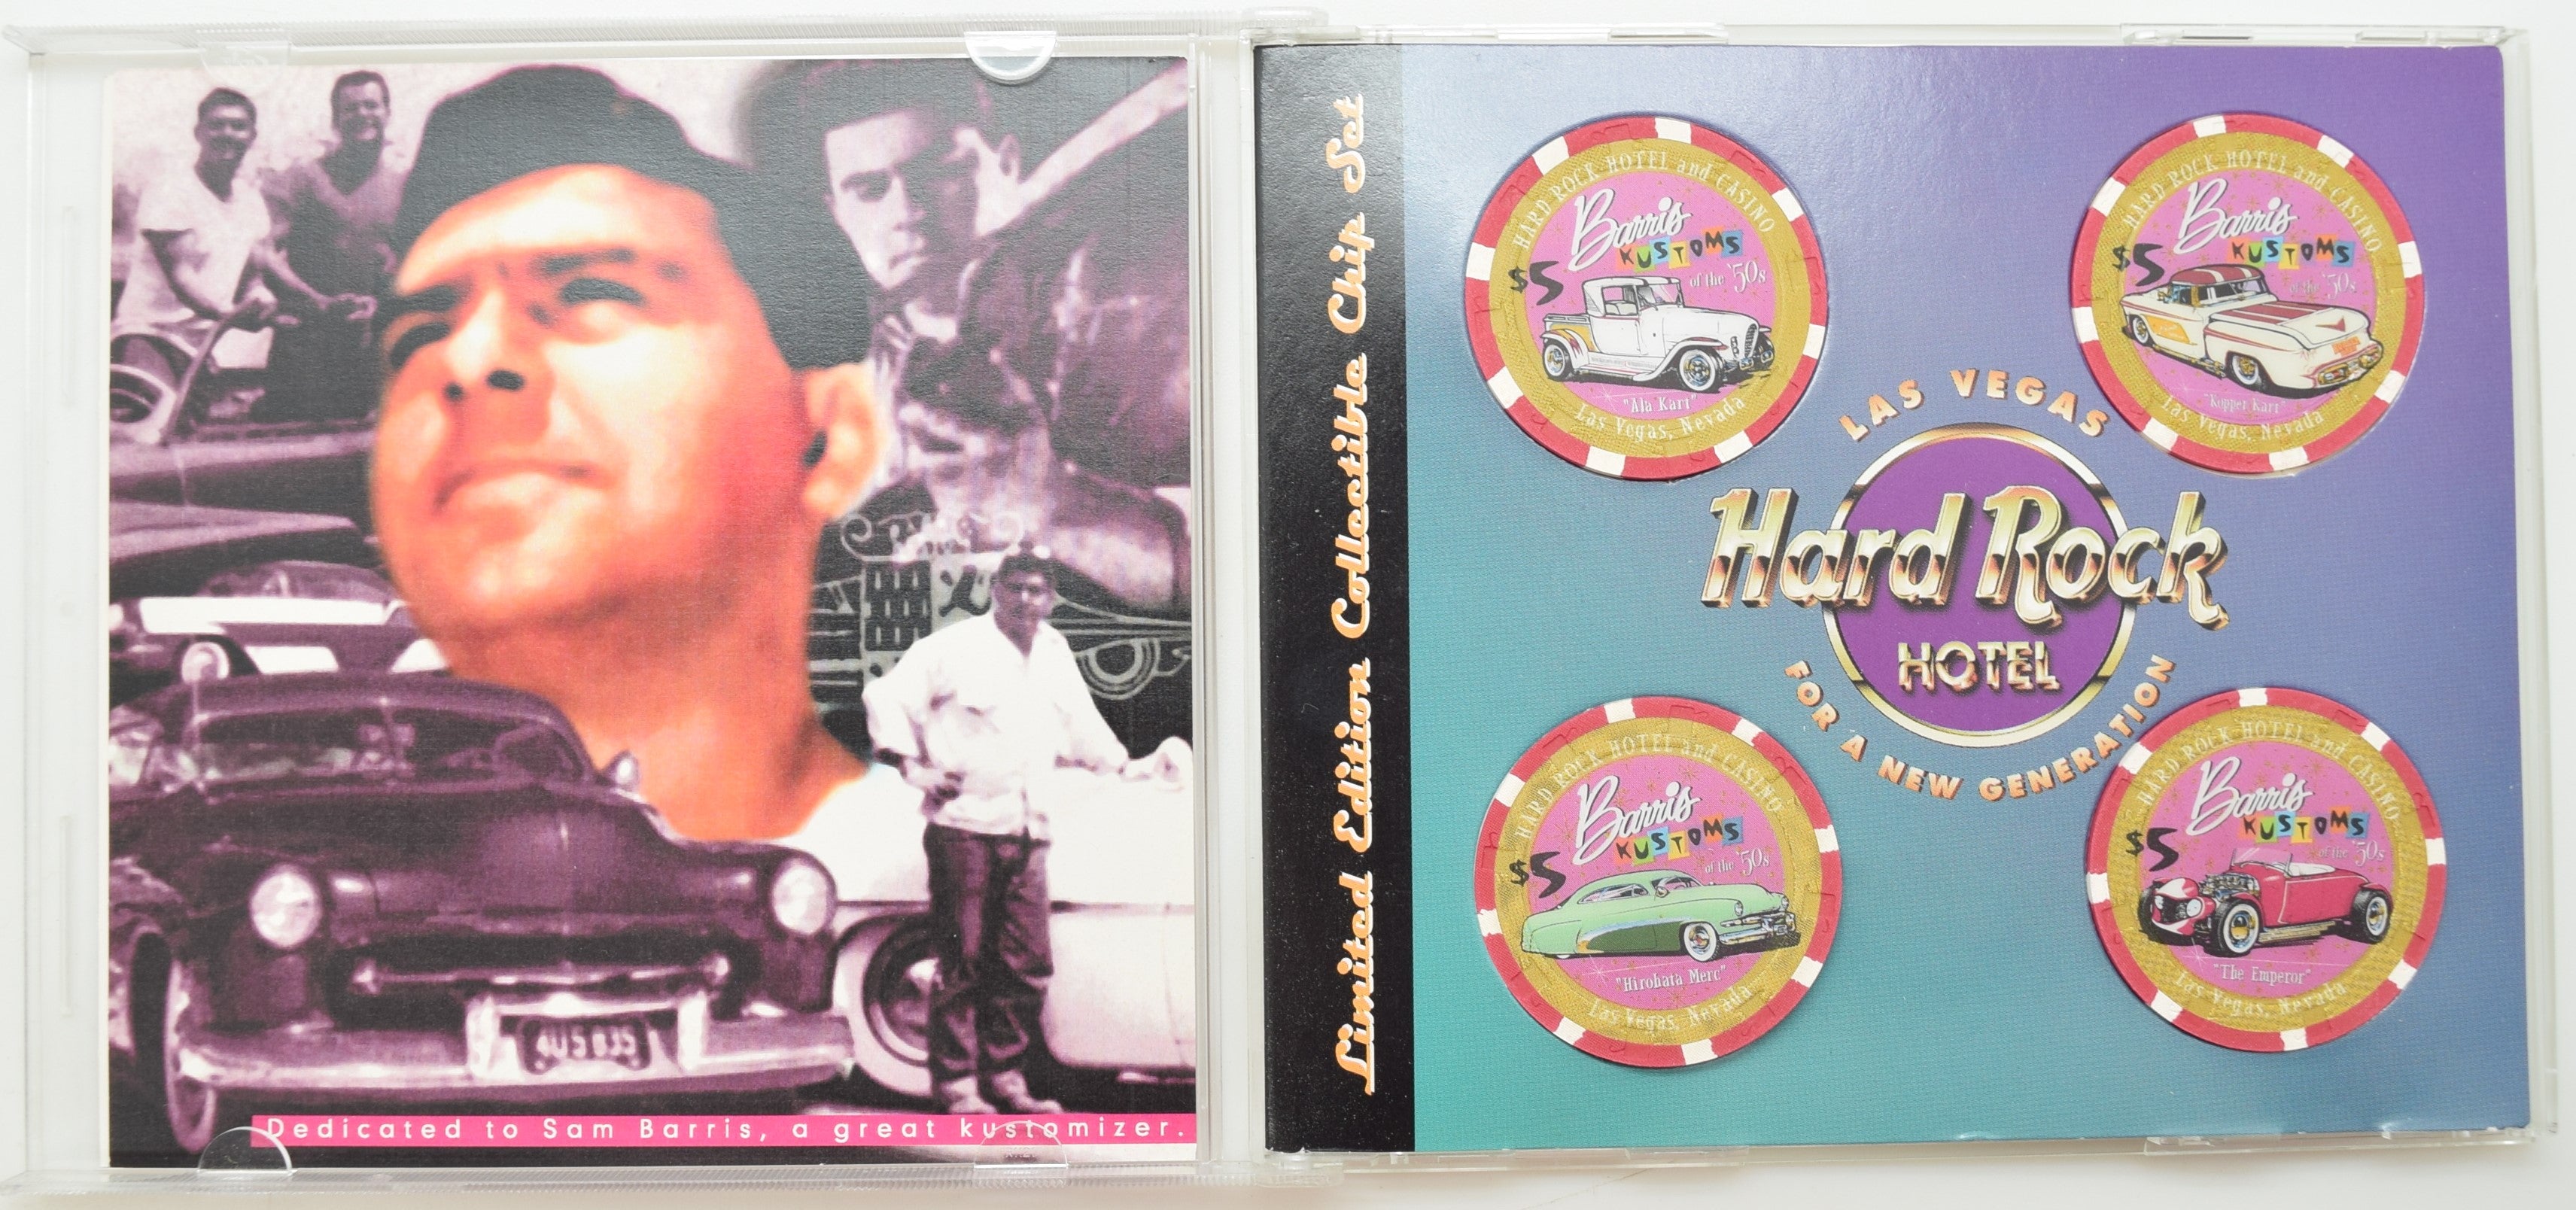 4U5 835
Dedicated to Sam Barris, a great kustomizer.
Limited Edition Collectible Chip Set
HARD ROCK HOTEL and CASINO
Barris
KUSTOMS
of the '50s
$5
"Ala Kart"
Las Vegas, Nevada
HARD ROCK HOTEL and CASINO
Barris
KUSTOMS
of the '50s
$5
"Kopper Kart"
Las Vegas, Nevada
LAS VEGAS
Hard Rock
HOTEL
FOR A NEW GENERATION
HARD ROCK HOTEL and CASINO
Barris
KUSTOMS
of the '50s
$5
"Hirohata Merc"
Las Vegas, Nevada
HARD ROCK HOTEL and CASINO
Barris
KUSTOMS
of the '50s
$5
"The Emperor"
Las Vegas, Nevada